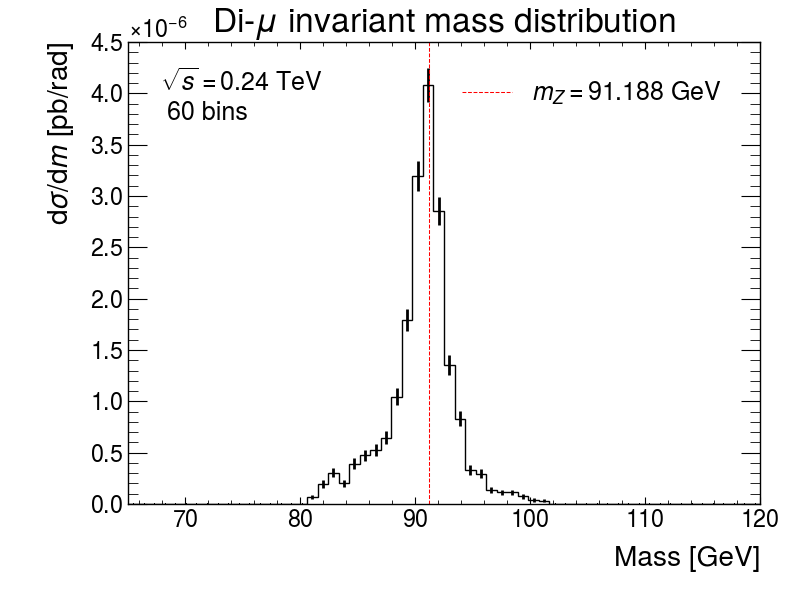 Di-μ invariant mass distribution
×10⁻⁶
√s = 0.24 TeV
60 bins
m_Z = 91.188 GeV
dσ/dm [pb/rad]
4.5
4.0
3.5
3.0
2.5
2.0
1.5
1.0
0.5
0.0
70 80 90 100 110 120
Mass [GeV]